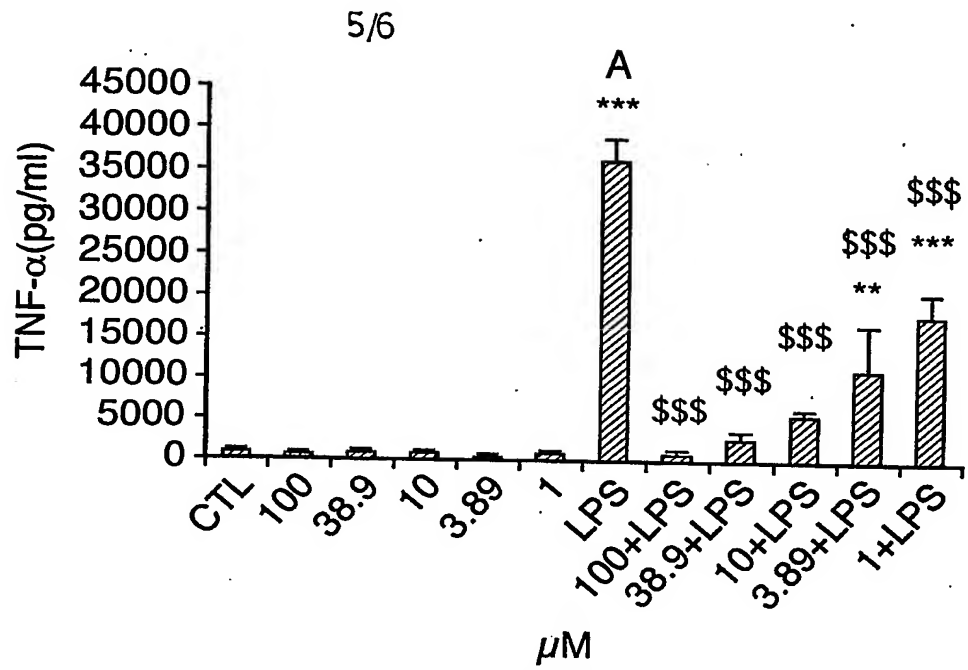 5/6
TNF-α(pg/ml)
45000
40000
35000
30000
25000
20000
15000
10000
5000
0
A
***
$$$
$$$
$$$
$$$
**
$$$
***
CTL
100
38.9
10
3.89
1
LPS
100+LPS
38.9+LPS
10+LPS
3.89+LPS
1+LPS
μM